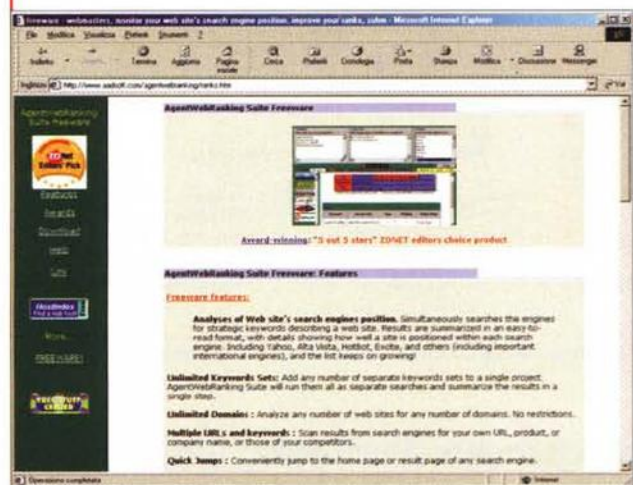 Freeware - webmasters, monitor your web site's search engine position, improve your ranks, subm - Microsoft Internet Explorer
File Modifica Visualizza Preferiti Strumenti ?
Indietro Termina Aggiorna Pagina iniziale Cerca Preferiti Cronologia Posta Stampa Modifica Discussione Messenger
Indirizzo http://www.aadsoft.com/agentwebranking/ranks.htm
AgentWebRanking Suite Freeware
ZDNet Editors' Pick
Features
Awards
Download
Help
Link
HostIndex
Find a web host
More...
FREEWARE!
AgentWebRanking Suite Freeware
Award-winning: "5 out 5 stars" ZDNET editors choice product
AgentWebRanking Suite Freeware: Features
Freeware features:
Analyses of Web site's search engines position. Simultaneously searches the engines
for strategic keywords describing a web site. Results are summarized in an easy-to-
read format, with details showing how well a site is positioned within each search
engine. Including Yahoo, Alta Vista, HotBot, Excite, and others (including important
international engines), and the list keeps on growing!
Unlimited Keywords Sets: Add any number of separate keywords sets to a single project.
AgentWebRanking Suite will run them all as separate searches and summarize the results in a
single step.
Unlimited Domains : Analyze any number of web sites for any number of domains. No restrictions.
Multiple URLs and keywords : Scan results from search engines for your own URL, product, or
company name, or those of your competitors.
Quick Jumps : Conveniently jump to the home page or result page of any search engine.
Operazione completata
Internet